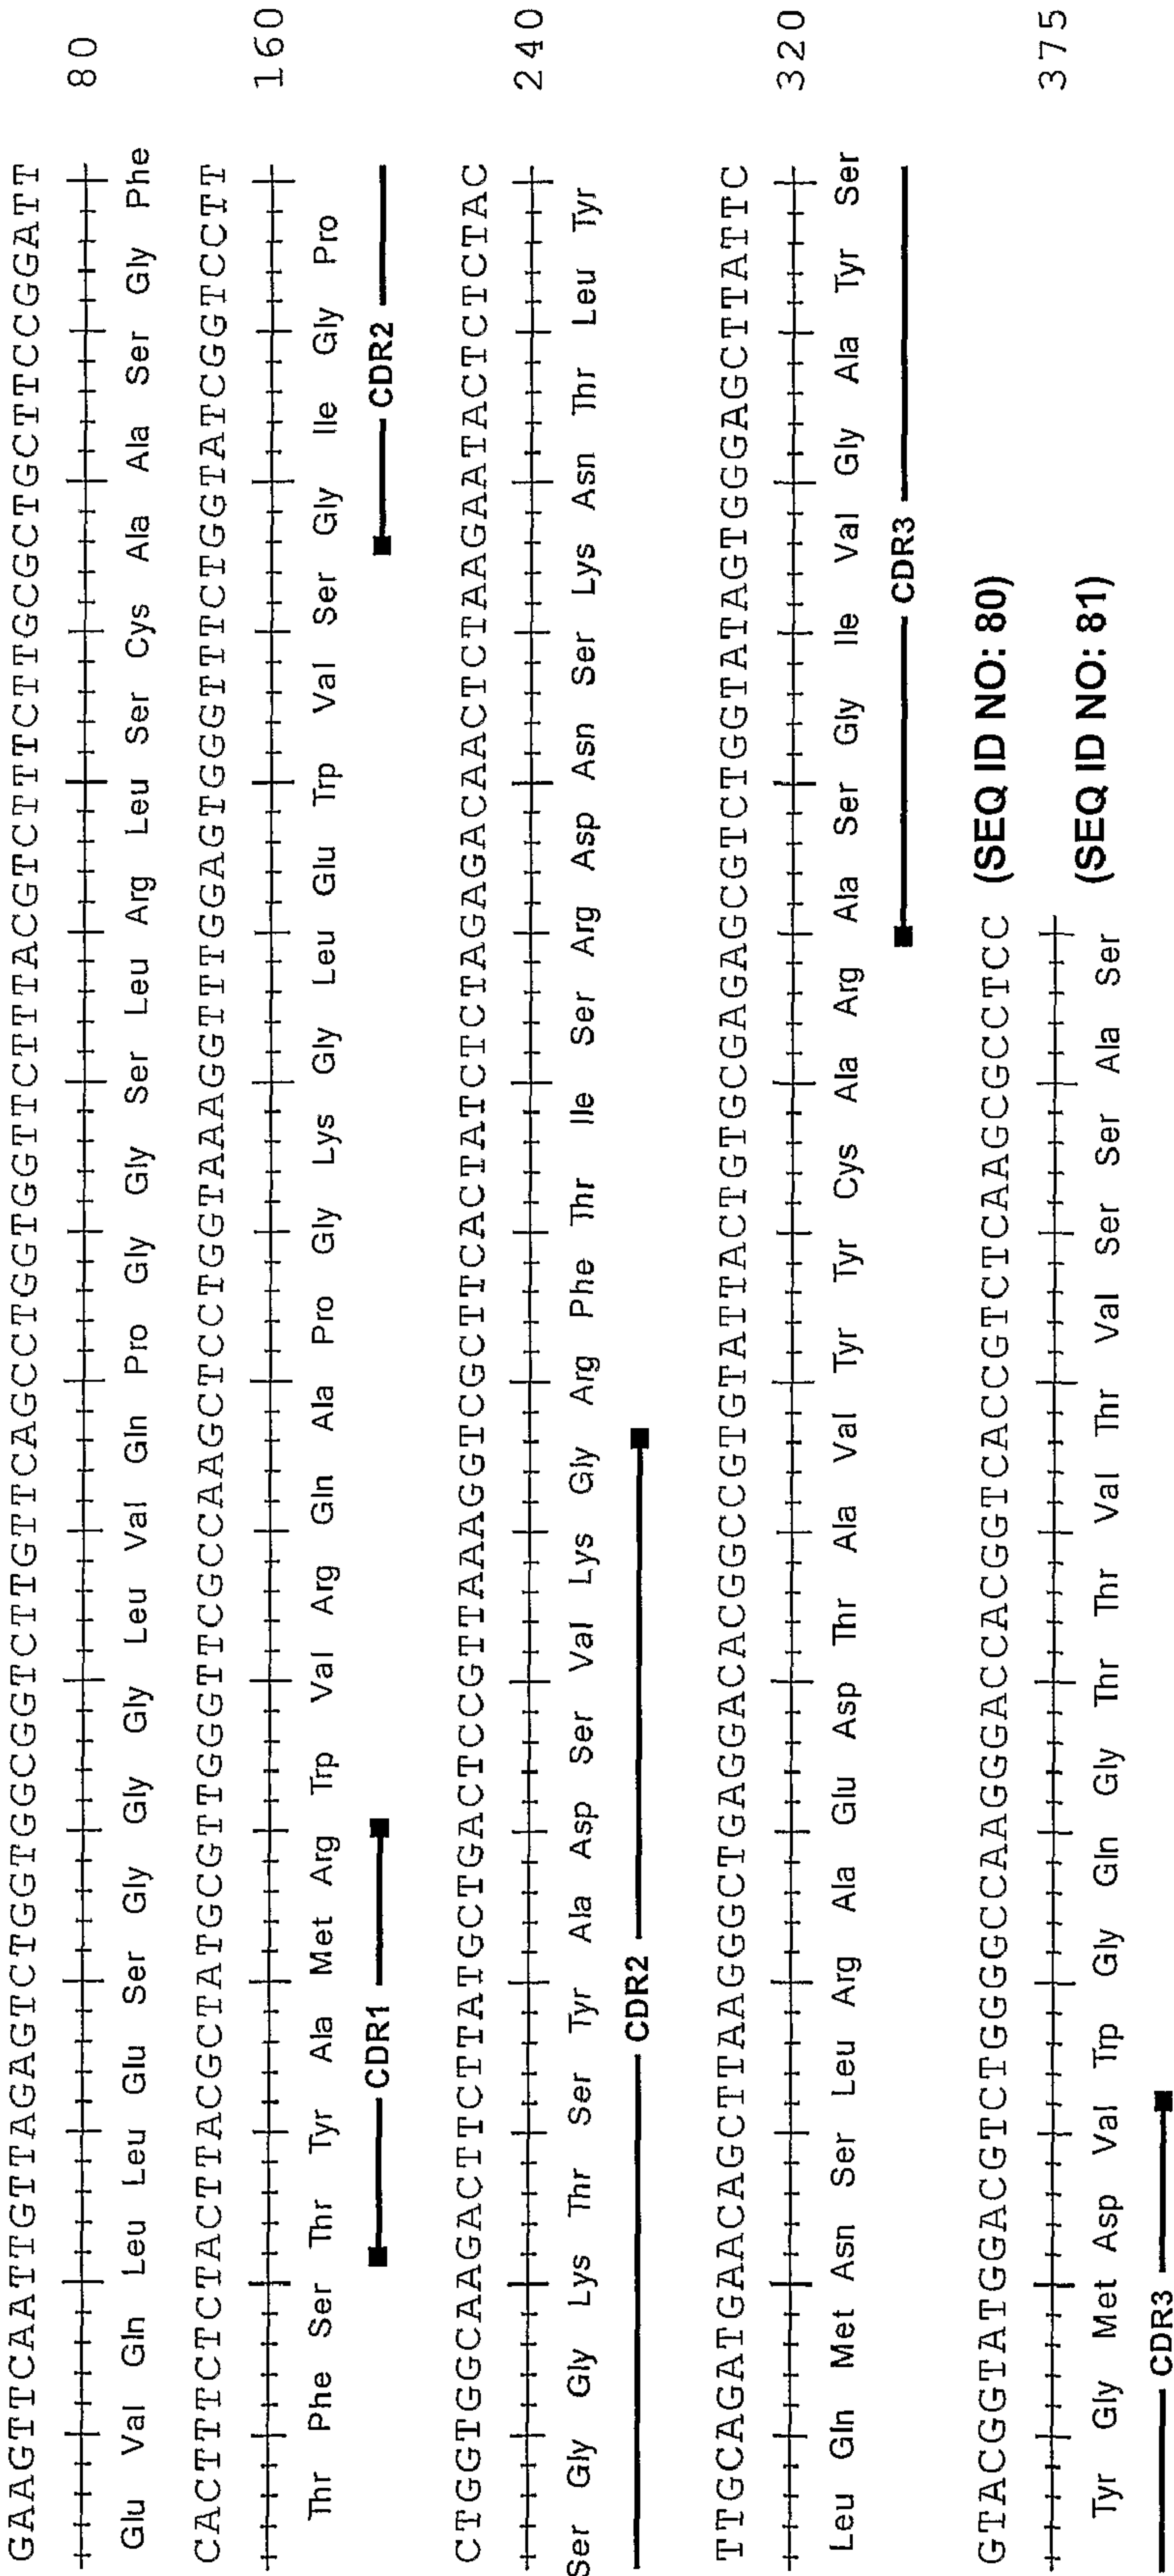 GAAGTTCAATTGTTAGAGTCTGGTGGCGGTCTTGTTCAGCCTGGTGGTTCTTTACGTCTTTCTTGCGCTGCTTCCGGATT
80
Glu Val Gln Leu Leu Glu Ser Gly Gly Gly Leu Val Gln Pro Gly Gly Ser Leu Arg Leu Ser Cys Ala Ala Ser Gly Phe
CACTTTCTCTACTTACGCTATGCGTTGGGTTCGCCAAGCTCCTGGTAAAGGTTTGGAGTGGGTTTCTGGTATCGGTCCTT
160
Thr Phe Ser Thr Tyr Ala Met Arg Trp Val Arg Gln Ala Pro Gly Lys Gly Leu Glu Trp Val Ser Gly Ile Gly Pro
CDR1 CDR2
CTGGTGGCAAGACTTCTTATGCTGACTCCGTTAAAGGTCGCTTCACTATCTCTAGAGACAACTCTAAGAATACTCTCTAC
240
Ser Gly Gly Lys Thr Ser Tyr Ala Asp Ser Val Lys Gly Arg Phe Thr Ile Ser Arg Asp Asn Ser Lys Asn Thr Leu Tyr
CDR2
TTGCAGATGAACAGCTTAAGGGCTGAGGACACGGCCGTGTATTACTGTGCGAGAGCGTCTGGTATAGTGGGAGCTTATTC
320
Leu Gln Met Asn Ser Leu Arg Ala Glu Asp Thr Ala Val Tyr Tyr Cys Ala Arg Ala Ser Gly Ile Val Gly Ala Tyr Ser
CDR3
GTACGGTATGGACGTCTGGGGCCAAGGGACCACGGTCACCGTCTCAAGCGCCTCC (SEQ ID NO: 80)
375
Tyr Gly Met Asp Val Trp Gly Gln Gly Thr Thr Val Thr Val Ser Ser Ala Ser (SEQ ID NO: 81)
CDR3